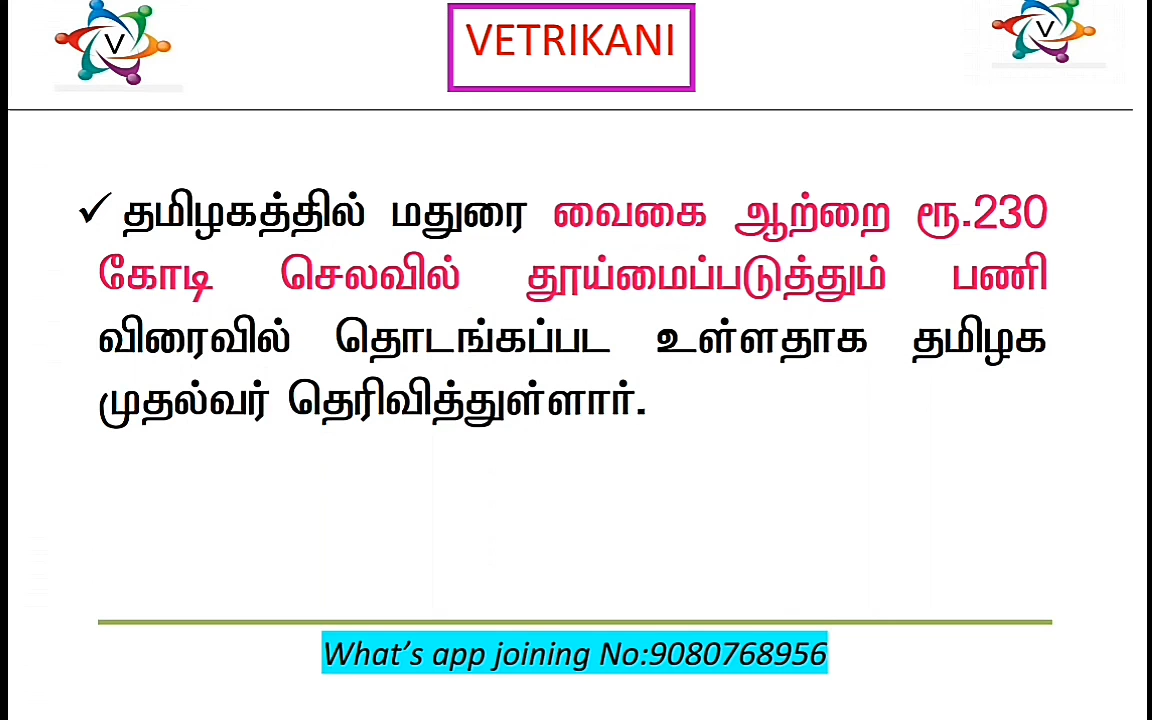 V
VETRIKANI
V
✓ தமிழகத்தில் மதுரை வைகை ஆற்றை ரூ.230
கோடி செலவில் தூய்மைப்படுத்தும் பணி
விரைவில் தொடங்கப்பட உள்ளதாக தமிழக
முதல்வர் தெரிவித்துள்ளார்.
What's app joining No:9080768956